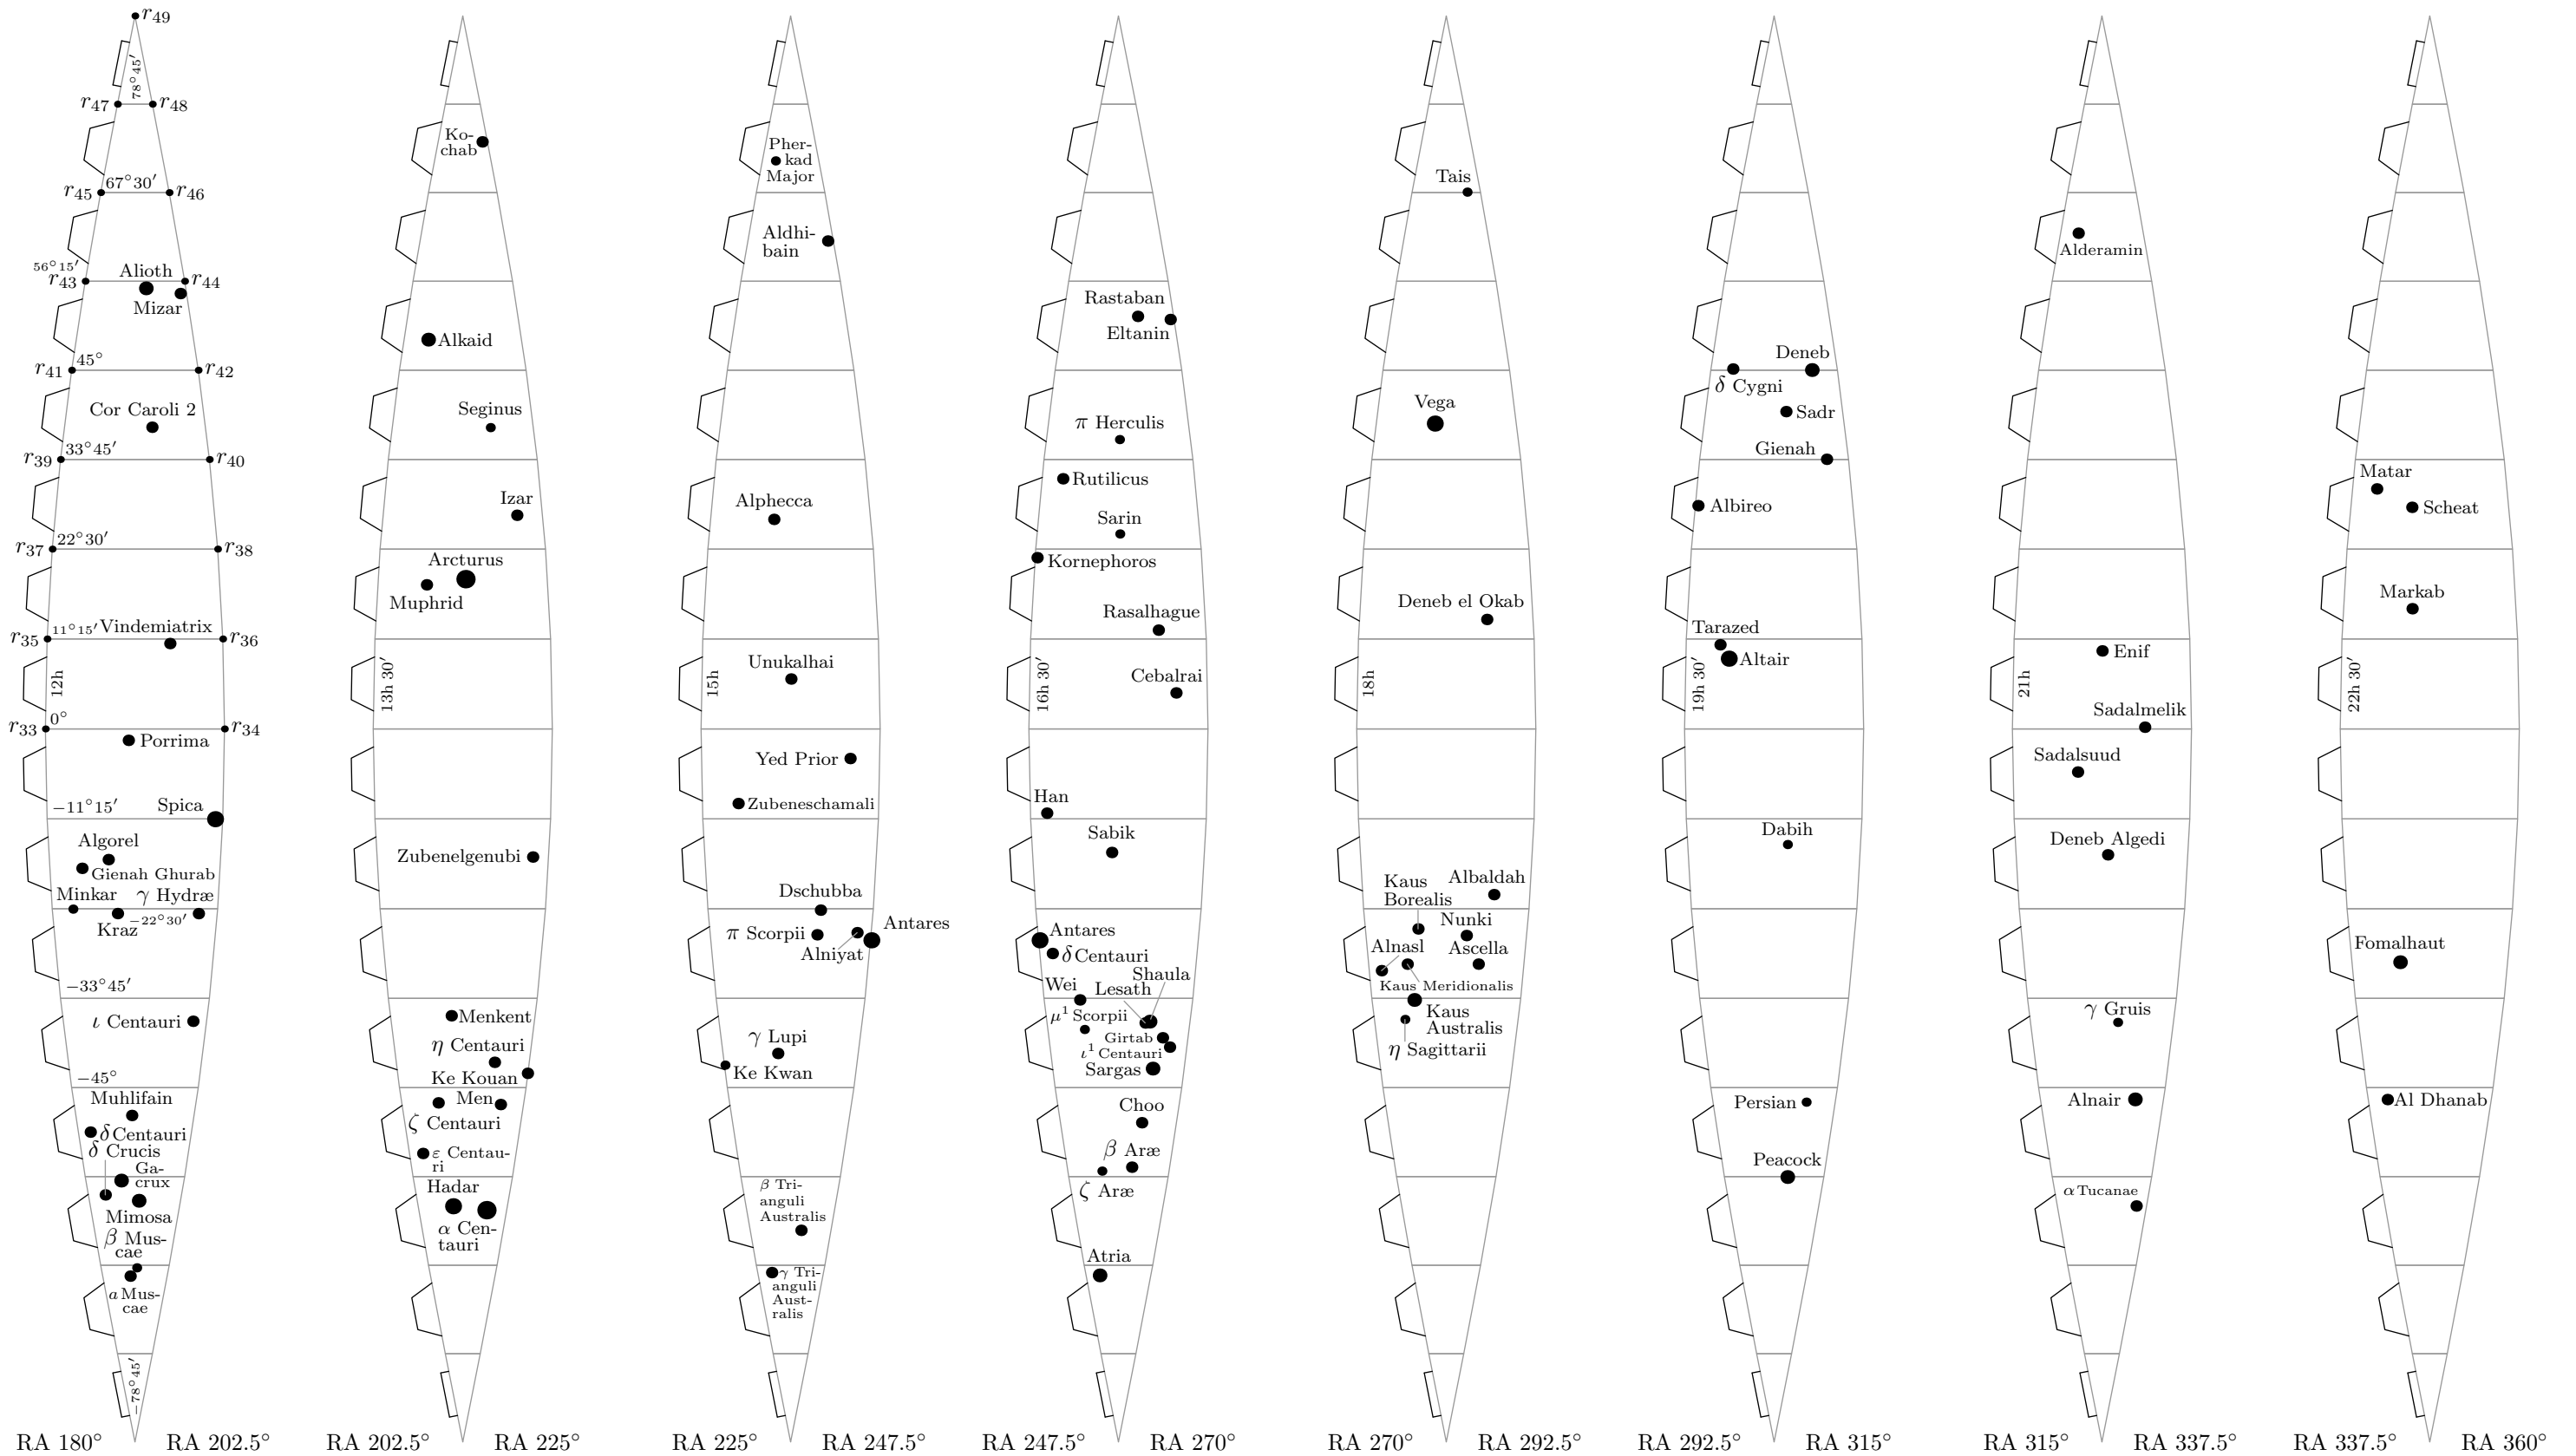 r49
78°45′
r47 r48
67°30′
r45 r46
56°15′
Alioth
r43 r44
Mizar
45°
r41 r42
Cor Caroli 2
33°45′
r39 r40
22°30′
r37 r38
11°15′ Vindemiatrix
r35 r36
12h
0°
r33 r34
Porrima
−11°15′ Spica
Algorel
Gienah Ghurab
Minkar γ Hydræ
Kraz −22°30′
−33°45′
ι Centauri
−45°
Muhlifain
δ Centauri
δ Crucis
Ga-
crux
Mimosa
β Mus-
cae
a Mus-
cae
−78°45′
RA 180° RA 202.5°
Ko-
chab
Alkaid
Seginus
Izar
Arcturus
Muphrid
13h 30′
Zubenelgenubi
Menkent
η Centauri
Ke Kouan
Men
ζ Centauri
ε Centau-
ri
Hadar
α Cen-
tauri
RA 202.5° RA 225°
Pher-
kad
Major
Aldhi-
bain
Alphecca
Unukalhai
15h
Yed Prior
Zubeneschamali
Dschubba
Antares
π Scorpii
Alniyat
γ Lupi
Ke Kwan
β Tri-
anguli
Australis
γ Tri-
anguli
Aust-
ralis
RA 225° RA 247.5°
Rastaban
Eltanin
π Herculis
Rutilicus
Sarin
Kornephoros
Rasalhague
Cebalrai
16h 30′
Han
Sabik
Antares
δ Centauri
Shaula
Wei Lesath
μ1 Scorpii
Girtab
ι1 Centauri
Sargas
Choo
β Aræ
ζ Aræ
Atria
RA 247.5° RA 270°
Tais
Vega
Deneb el Okab
18h
Kaus
Borealis
Albaldah
Nunki
Alnasl Ascella
Kaus Meridionalis
Kaus
Australis
η Sagittarii
RA 270° RA 292.5°
Deneb
δ Cygni
Sadr
Gienah
Albireo
Tarazed
Altair
19h 30′
Dabih
Persian
Peacock
RA 292.5° RA 315°
Alderamin
Enif
21h
Sadalmelik
Sadalsuud
Deneb Algedi
γ Gruis
Alnair
α Tucanae
RA 315° RA 337.5°
Matar
Scheat
Markab
22h 30′
Fomalhaut
Al Dhanab
RA 337.5° RA 360°